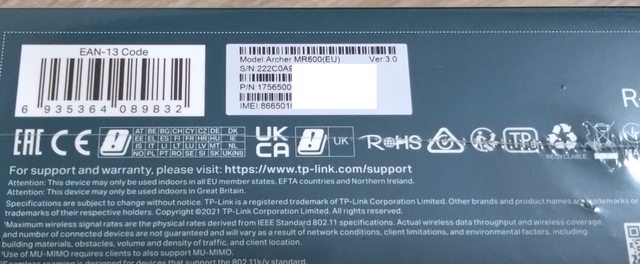 EAN-13 Code
6 935364 089832
Model:Archer MR600(EU) Ver:3.0
S/N:222C0A9
P/N:1756500
IMEI:866501
EAC CE AT BE BG CH CY CZ DE DK
EE EL ES FI FR HR HU IE
IS IT LI LT LU LV MT NL
NO PL PT RO SE SI SK UK(NI)
UK CA UK RoHS TP RECYCLABLE
For support and warranty, please visit: https://www.tp-link.com/support
Attention: This device may only be used indoors in all EU member states, EFTA countries and Northern Ireland.
Attention: This device may only be used indoors in Great Britain.
Specifications are subject to change without notice. TP-Link is a registered trademark of TP-Link Corporation Limited. Other brands and product names are
trademarks of their respective holders. Copyright©2021 TP-Link Corporation Limited. All rights reserved.
¹Maximum wireless signal rates are the physical rates derived from IEEE Standard 802.11 specifications. Actual wireless data throughput and wireless coverage,
and number of connected devices are not guaranteed and will vary as a result of network conditions, client limitations, and environmental factors, including
building materials, obstacles, volume and density of traffic, and client location.
²Use of MU-MIMO requires clients to also support MU-MIMO.